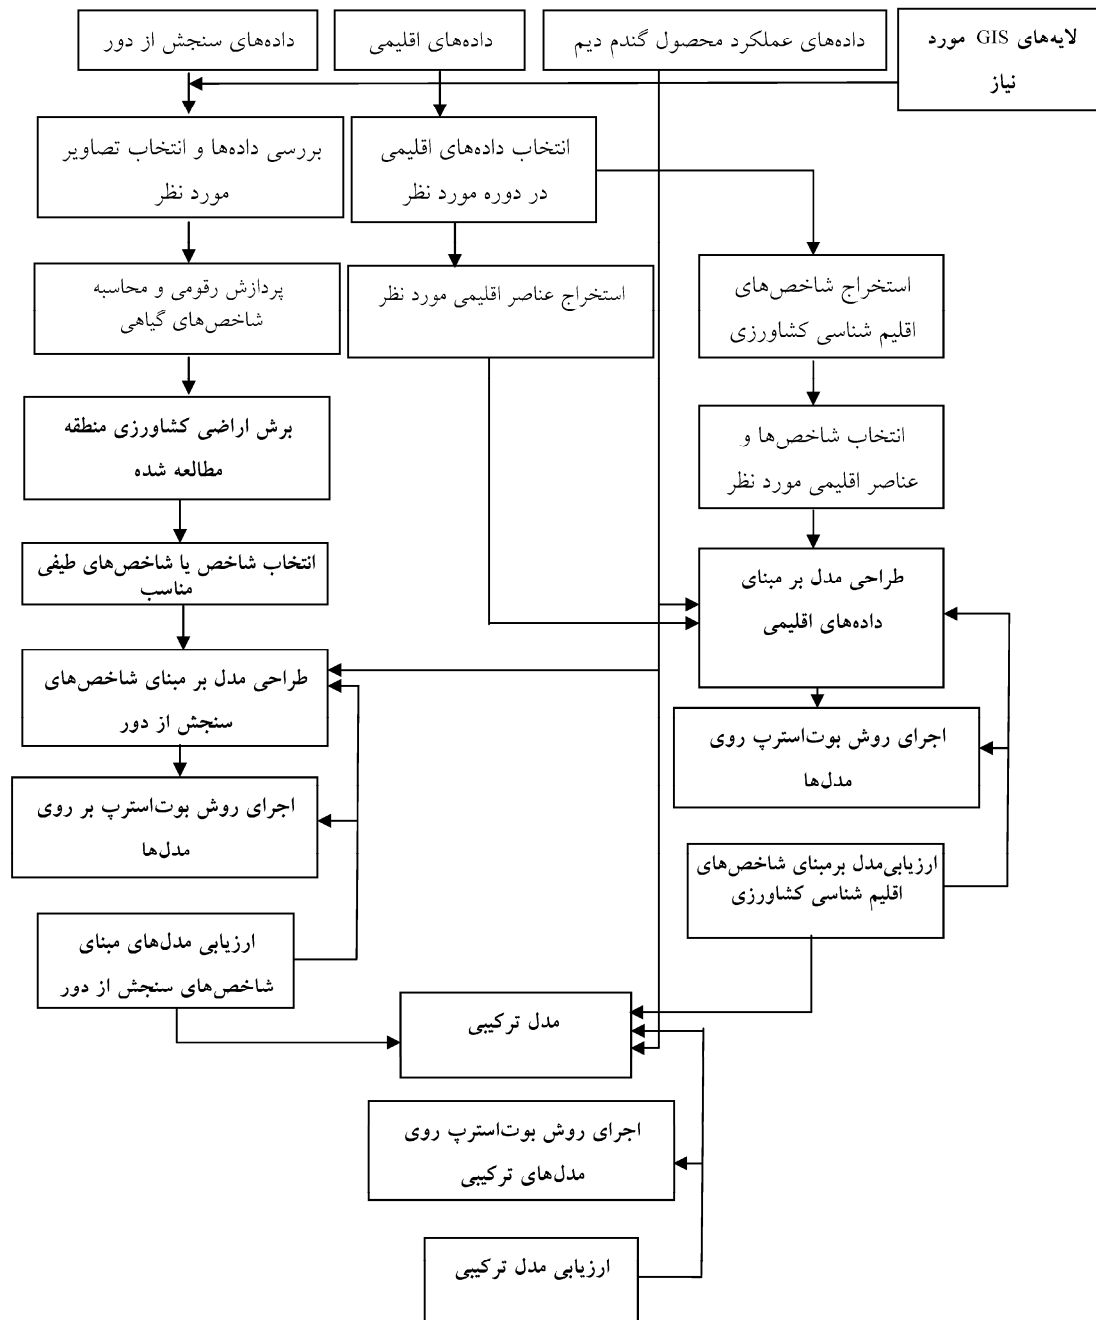 لایه‌های GIS مورد
نیاز
داده‌های عملکرد محصول گندم دیم
داده‌های اقلیمی
داده‌های سنجش از دور
انتخاب داده‌های اقلیمی
در دوره مورد نظر
بررسی داده‌ها و انتخاب تصاویر
مورد نظر
استخراج شاخص‌های
اقلیم شناسی کشاورزی
استخراج عناصر اقلیمی مورد نظر
پردازش رقومی و محاسبه
شاخص‌های گیاهی
انتخاب شاخص‌ها و
عناصر اقلیمی مورد نظر
برش اراضی کشاورزی منطقه
مطالعه شده
طراحی مدل بر مبنای
داده‌های اقلیمی
انتخاب شاخص یا شاخص‌های طیفی
مناسب
طراحی مدل بر مبنای شاخص‌های
سنجش از دور
اجرای روش بوت‌استرپ روی
مدل‌ها
اجرای روش بوت‌استرپ بر روی
مدل‌ها
ارزیابی‌مدل برمبنای شاخص‌های
اقلیم شناسی کشاورزی
ارزیابی مدل‌های مبنای
شاخص‌های سنجش از دور
مدل ترکیبی
اجرای روش بوت‌استرپ روی
مدل‌های ترکیبی
ارزیابی مدل ترکیبی